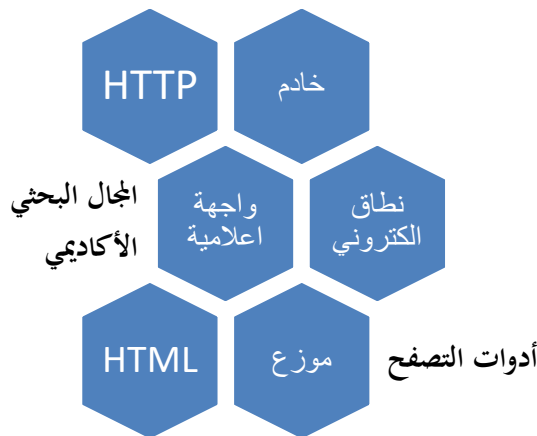 خادم
HTTP
نطاق
الكتروني
واجهة
اعلامية
المجال البحثي
الأكاديمي
أدوات التصفح
موزع
HTML